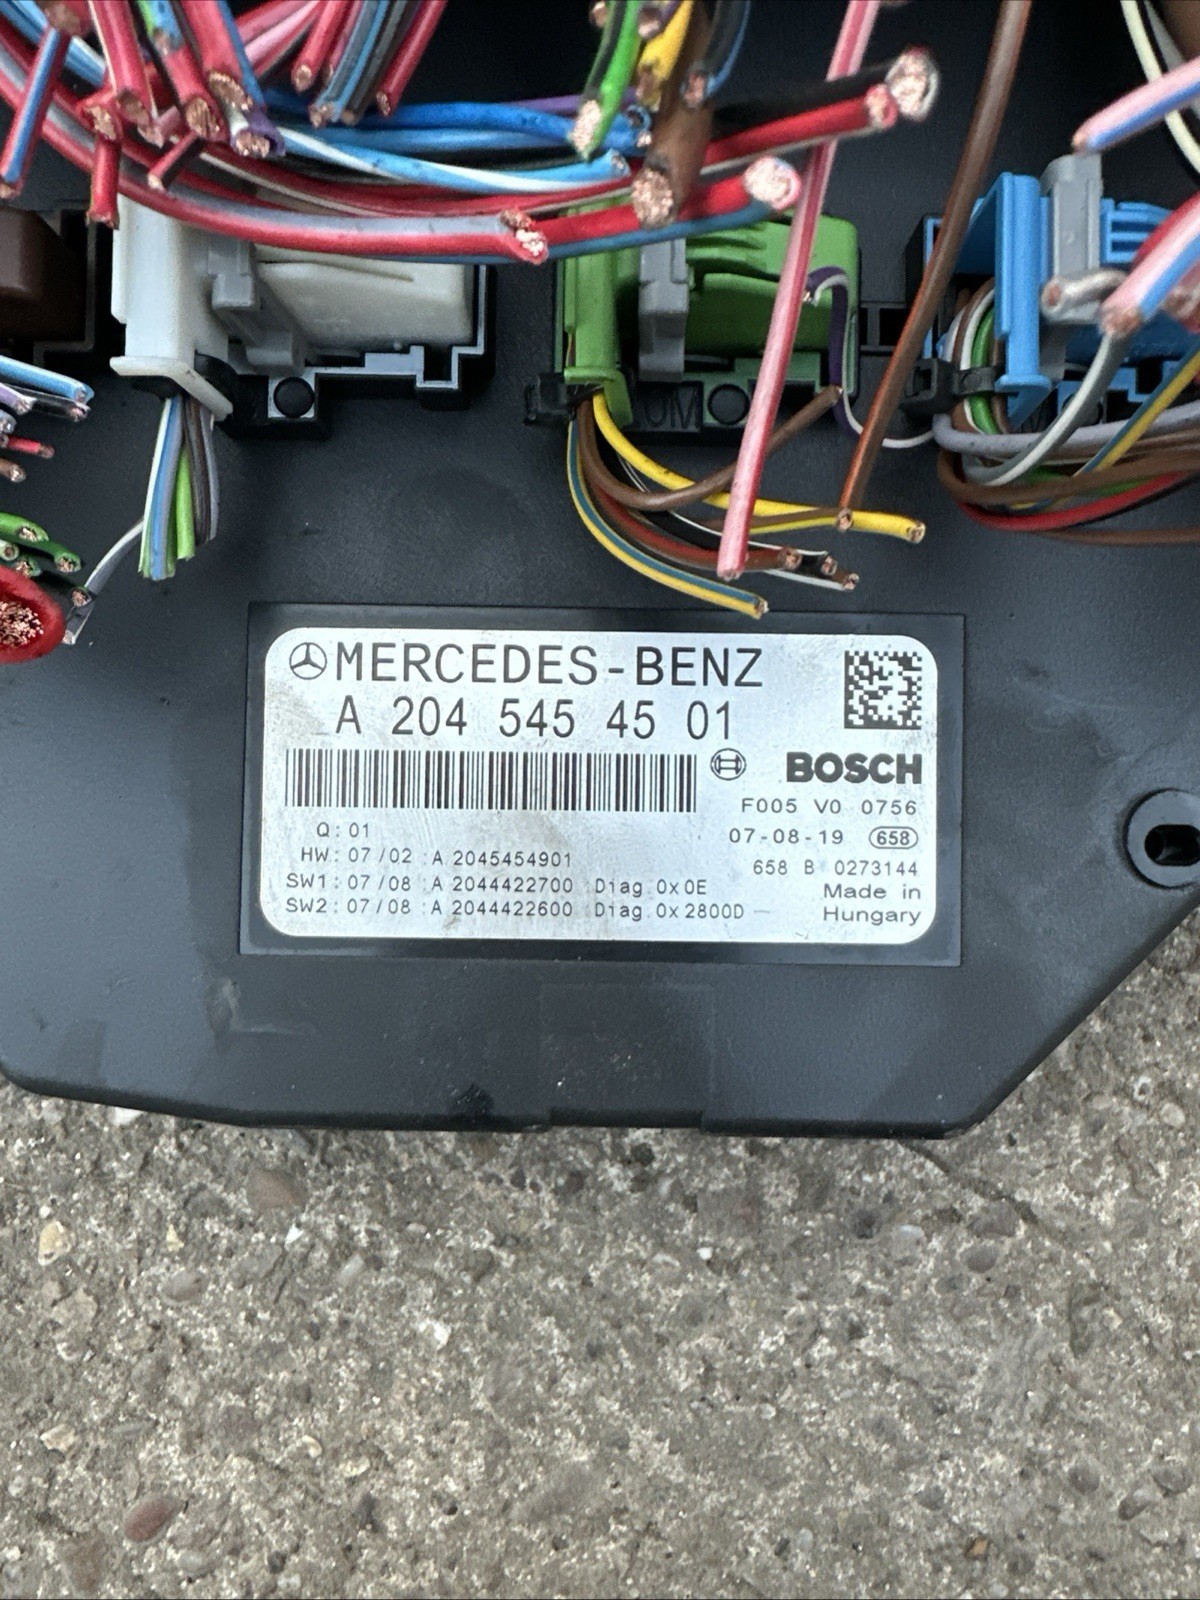 MERCEDES-BENZ
A 204 545 45 01
BOSCH
F005 V0 0756
Q: 01
07-08-19 658
HW: 07/02 :A 2045454901
658 B 0273144
SW1: 07/08 :A 2044422700 Diag.0x0E
Made in
SW2: 07/08 :A 2044422600 Diag.0x2800D
Hungary